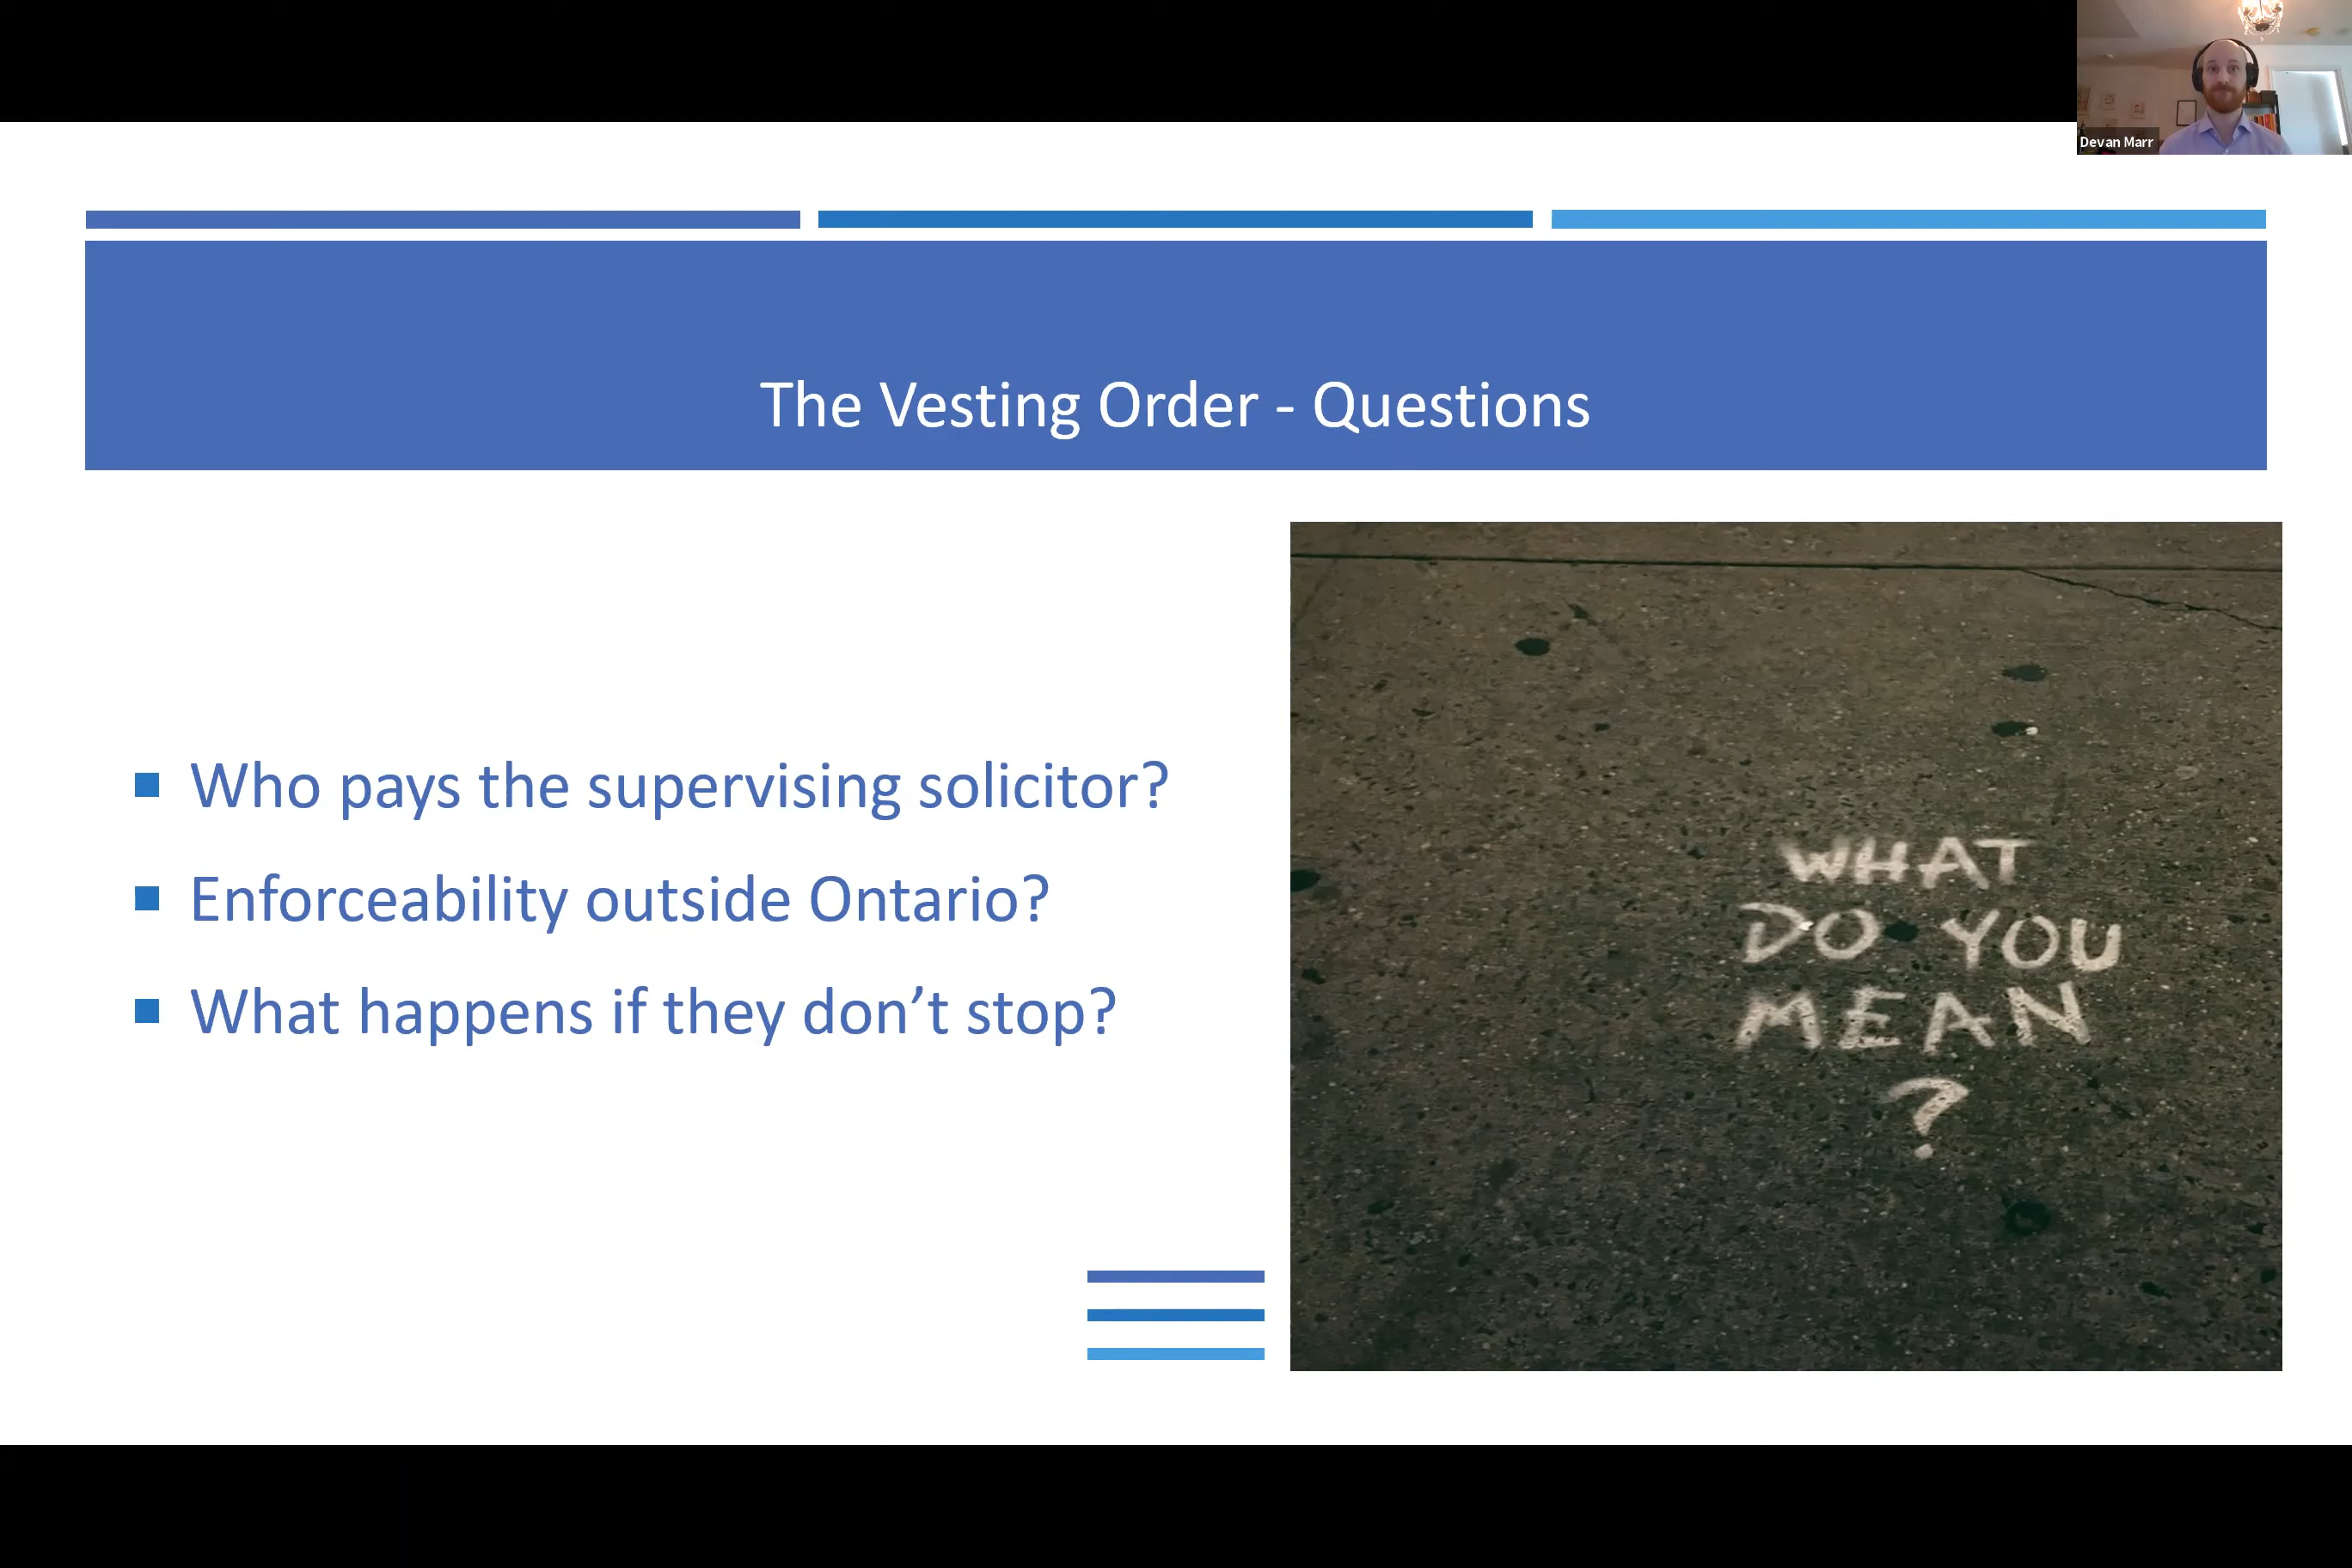 Devan Marr
The Vesting Order - Questions
Who pays the supervising solicitor?
Enforceability outside Ontario?
What happens if they don’t stop?
WHAT
DO YOU
MEAN
?